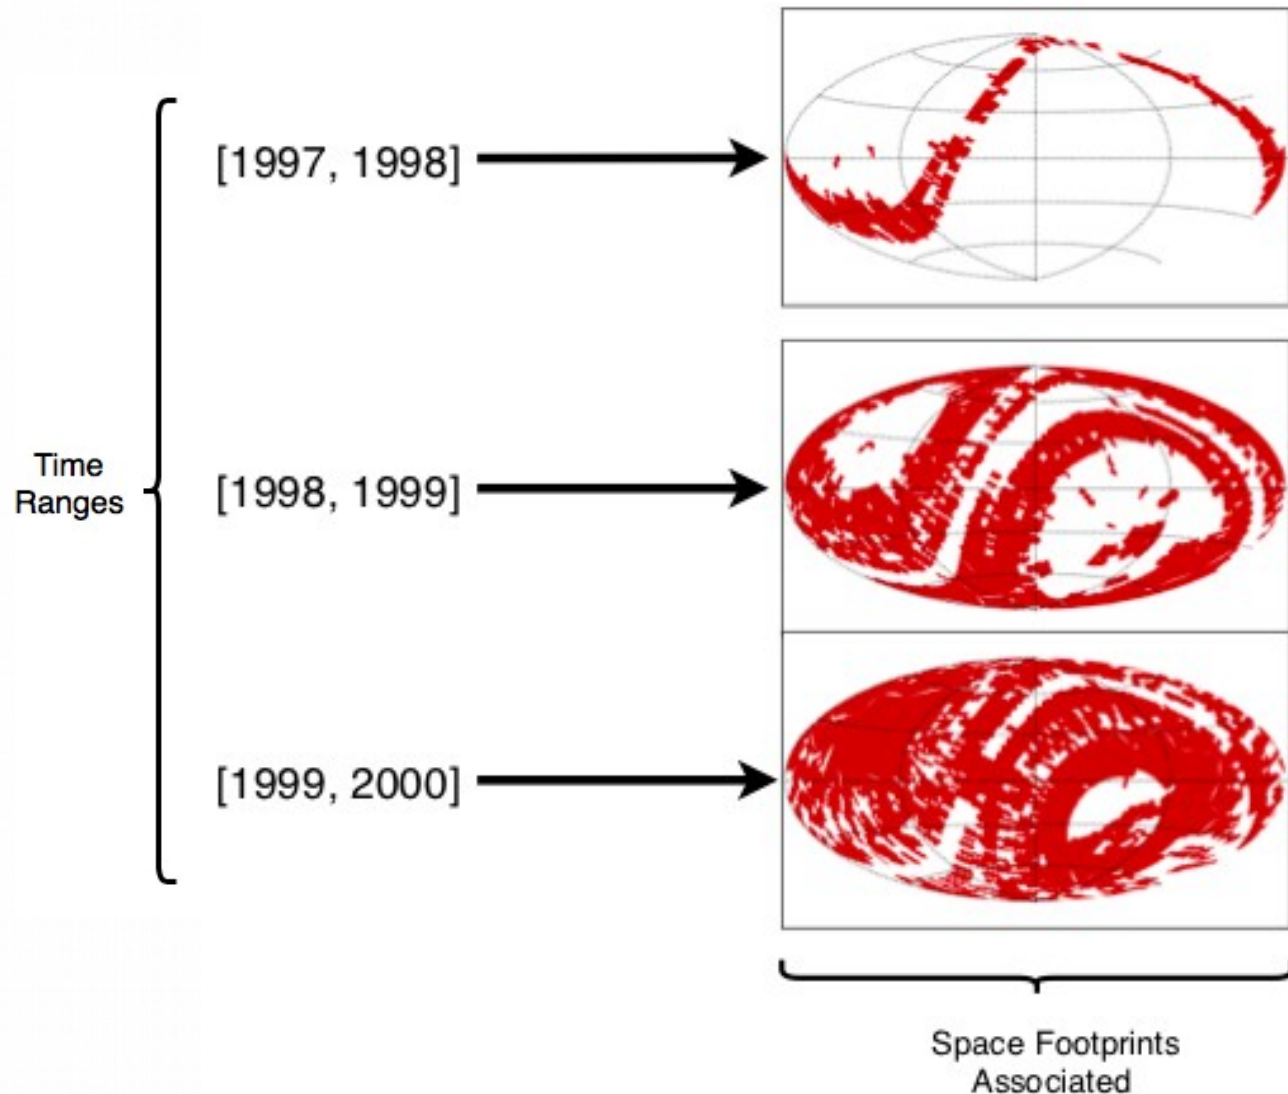 [1997, 1998]
Time
Ranges
[1998, 1999]
[1999, 2000]
Space Footprints
Associated